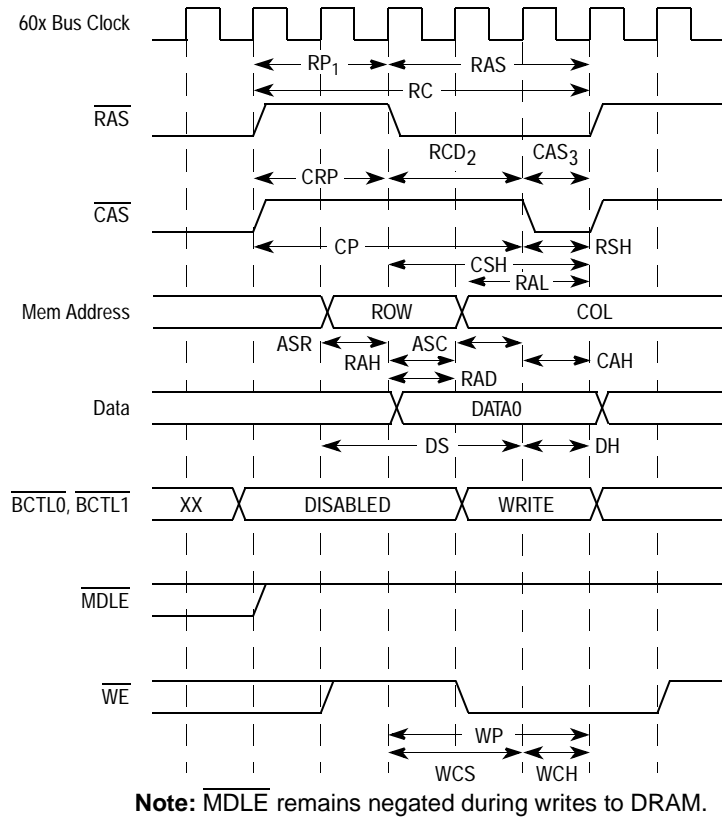 60x Bus Clock
RP1 RAS
RC
RAS
RCD2 CAS3
CRP
CAS
CP RSH
CSH
RAL
Mem Address ROW COL
ASR ASC
RAH CAH
RAD
Data DATA0
DS DH
BCTL0, BCTL1 XX DISABLED WRITE
MDLE
WE
WP
WCS WCH
Note: MDLE remains negated during writes to DRAM.